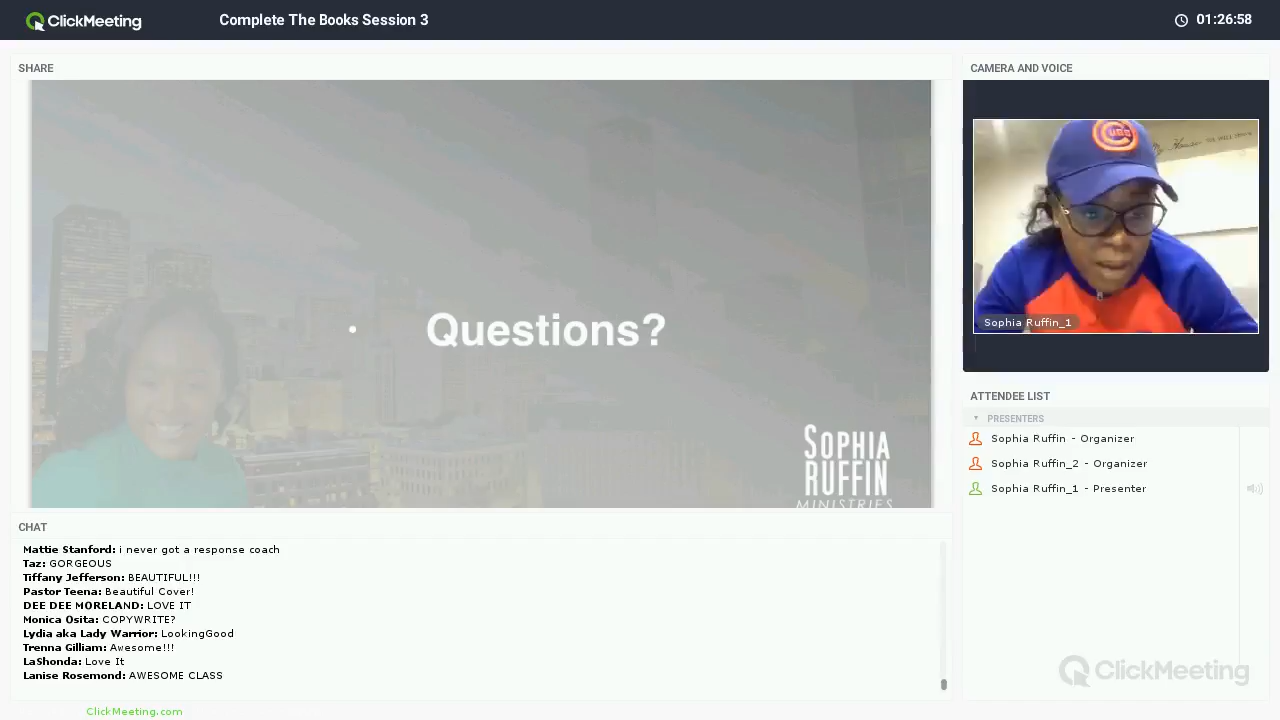 ClickMeeting
Complete The Books Session 3
01:26:58
SHARE
Questions?
SOPHIA
RUFFIN
MINISTRIES
CAMERA AND VOICE
CUBS
Sophia Ruffin_1
ATTENDEE LIST
PRESENTERS
Sophia Ruffin - Organizer
Sophia Ruffin_2 - Organizer
Sophia Ruffin_1 - Presenter
CHAT
Mattie Stanford: i never got a response coach
Taz: GORGEOUS
Tiffany Jefferson: BEAUTIFUL!!!
Pastor Teena: Beautiful Cover!
DEE DEE MORELAND: LOVE IT
Monica Osita: COPYWRITE?
Lydia aka Lady Warrior: LookingGood
Trenna Gilliam: Awesome!!!
LaShonda: Love It
Lanise Rosemond: AWESOME CLASS
ClickMeeting
ClickMeeting.com